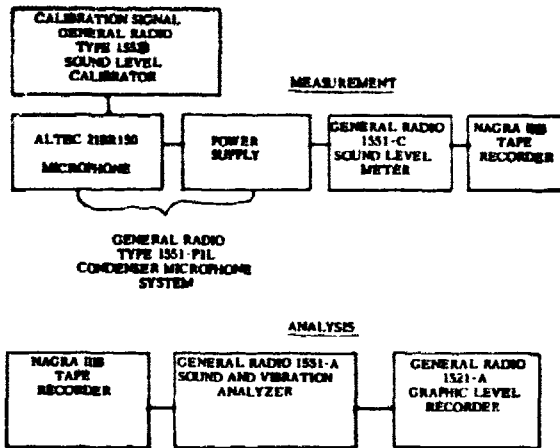 CALIBRATION SIGNAL
GENERAL RADIO
TYPE
SOUND LEVEL
CALIBRATOR
MEASUREMENT
ALTEC 21BR150
MICROPHONE
POWER
SUPPLY
GENERAL RADIO
1551-C
SOUND LEVEL
METER
NAGRA IIIB
TAPE
RECORDER
GENERAL RADIO
TYPE 1551-P1L
CONDENSER MICROPHONE
SYSTEM
ANALYSIS
NAGRA IIIB
TAPE
RECORDER
GENERAL RADIO 1551-A
SOUND AND VIBRATION
ANALYZER
GENERAL RADIO
1521-A
GRAPHIC LEVEL
RECORDER